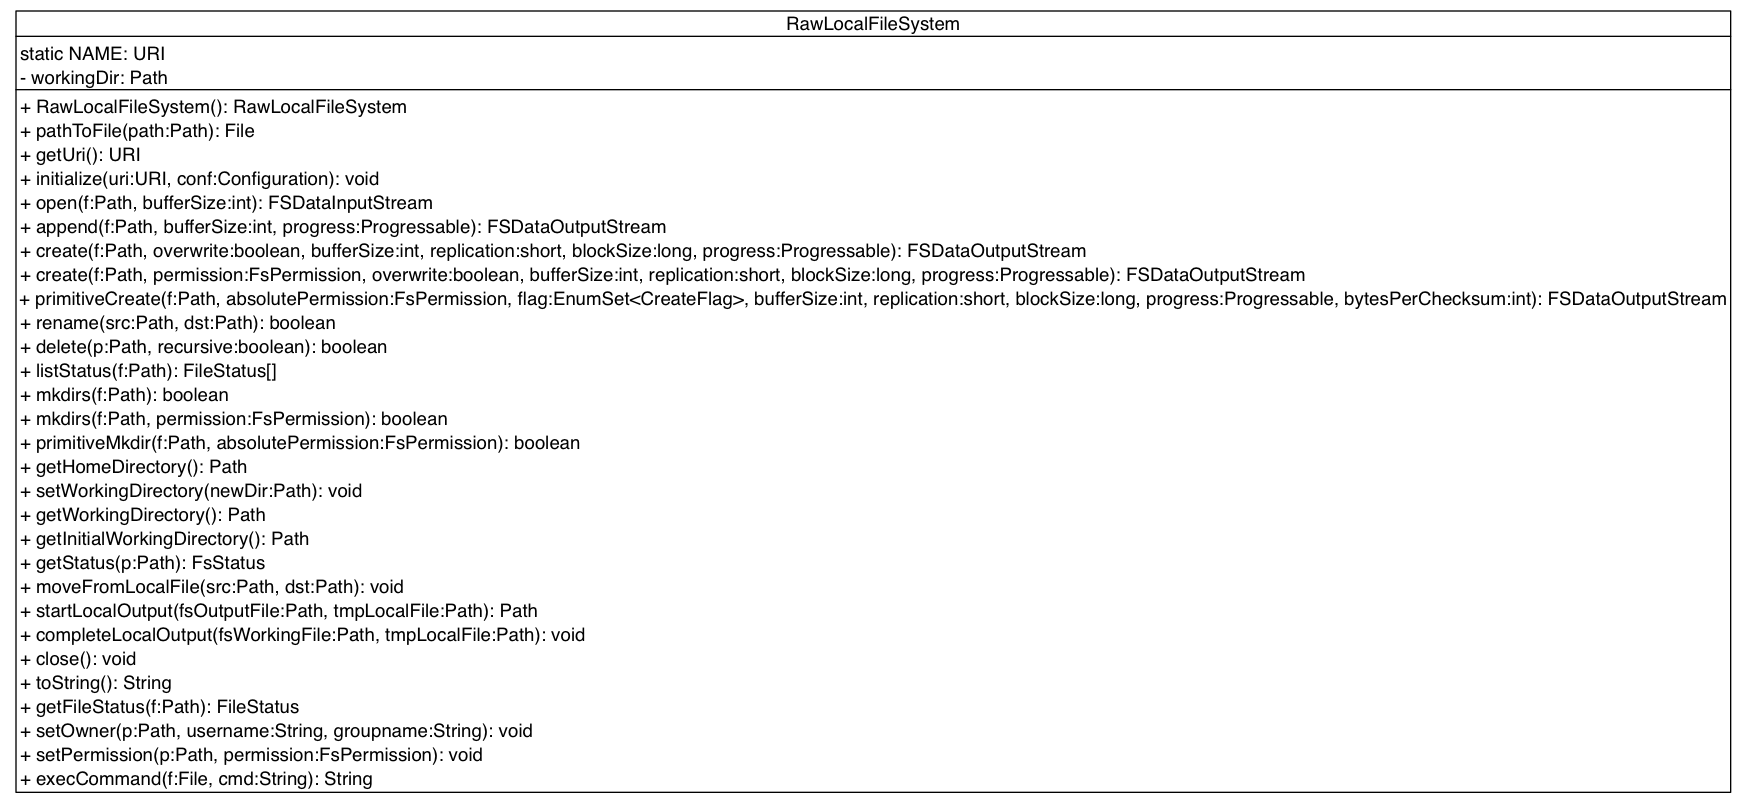 RawLocalFileSystem
static NAME: URI
- workingDir: Path
+ RawLocalFileSystem(): RawLocalFileSystem
+ pathToFile(path:Path): File
+ getUri(): URI
+ initialize(uri:URI, conf:Configuration): void
+ open(f:Path, bufferSize:int): FSDataInputStream
+ append(f:Path, bufferSize:int, progress:Progressable): FSDataOutputStream
+ create(f:Path, overwrite:boolean, bufferSize:int, replication:short, blockSize:long, progress:Progressable): FSDataOutputStream
+ create(f:Path, permission:FsPermission, overwrite:boolean, bufferSize:int, replication:short, blockSize:long, progress:Progressable): FSDataOutputStream
+ primitiveCreate(f:Path, absolutePermission:FsPermission, flag:EnumSet<CreateFlag>, bufferSize:int, replication:short, blockSize:long, progress:Progressable, bytesPerChecksum:int): FSDataOutputStream
+ rename(src:Path, dst:Path): boolean
+ delete(p:Path, recursive:boolean): boolean
+ listStatus(f:Path): FileStatus[]
+ mkdirs(f:Path): boolean
+ mkdirs(f:Path, permission:FsPermission): boolean
+ primitiveMkdir(f:Path, absolutePermission:FsPermission): boolean
+ getHomeDirectory(): Path
+ setWorkingDirectory(newDir:Path): void
+ getWorkingDirectory(): Path
+ getInitialWorkingDirectory(): Path
+ getStatus(p:Path): FsStatus
+ moveFromLocalFile(src:Path, dst:Path): void
+ startLocalOutput(fsOutputFile:Path, tmpLocalFile:Path): Path
+ completeLocalOutput(fsWorkingFile:Path, tmpLocalFile:Path): void
+ close(): void
+ toString(): String
+ getFileStatus(f:Path): FileStatus
+ setOwner(p:Path, username:String, groupname:String): void
+ setPermission(p:Path, permission:FsPermission): void
+ execCommand(f:File, cmd:String): String